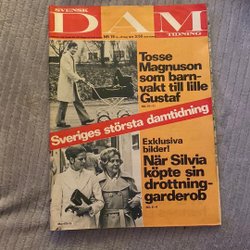 SVENSK
DAM
TIDNING
Tosse
Magnuson
som barn-
vakt till lille
Gustaf
Sveriges största damtidning
Exklusiva
bilder!
När Silvia
köpte sin
drottning-
garderob